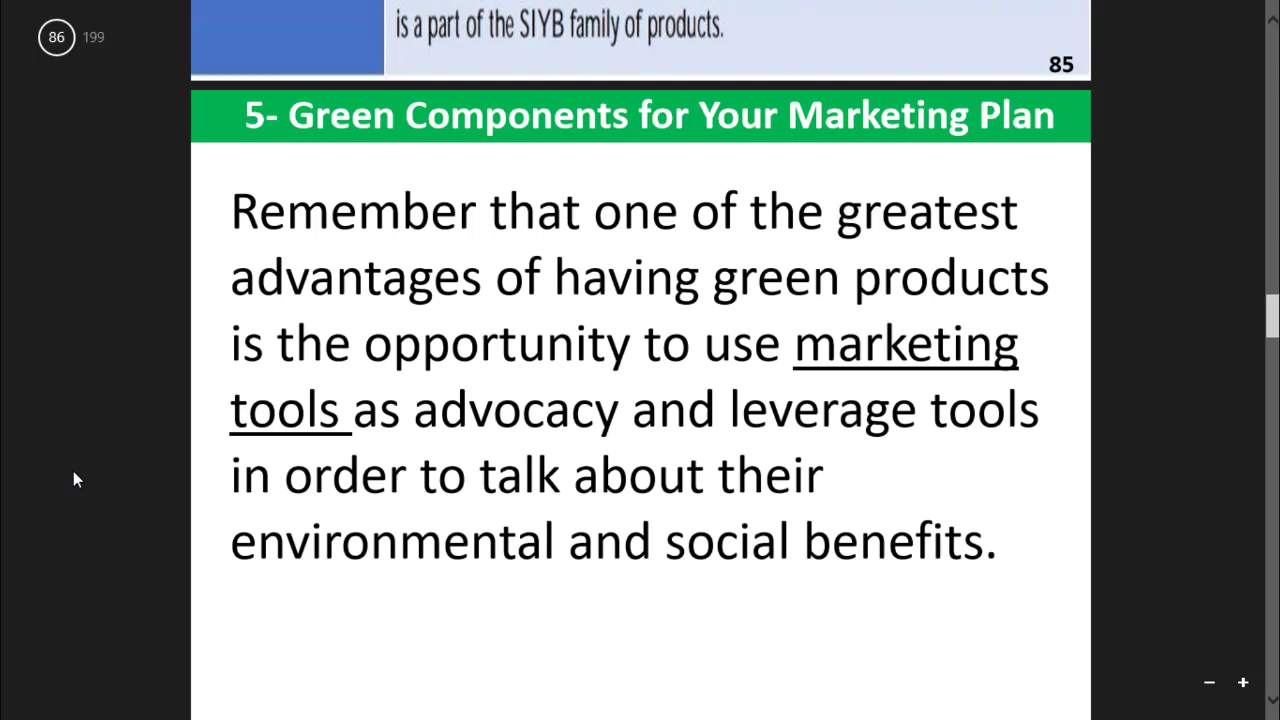 86 199
is a part of the SIYB family of products.
85
5- Green Components for Your Marketing Plan
Remember that one of the greatest
advantages of having green products
is the opportunity to use marketing
tools as advocacy and leverage tools
in order to talk about their
environmental and social benefits.